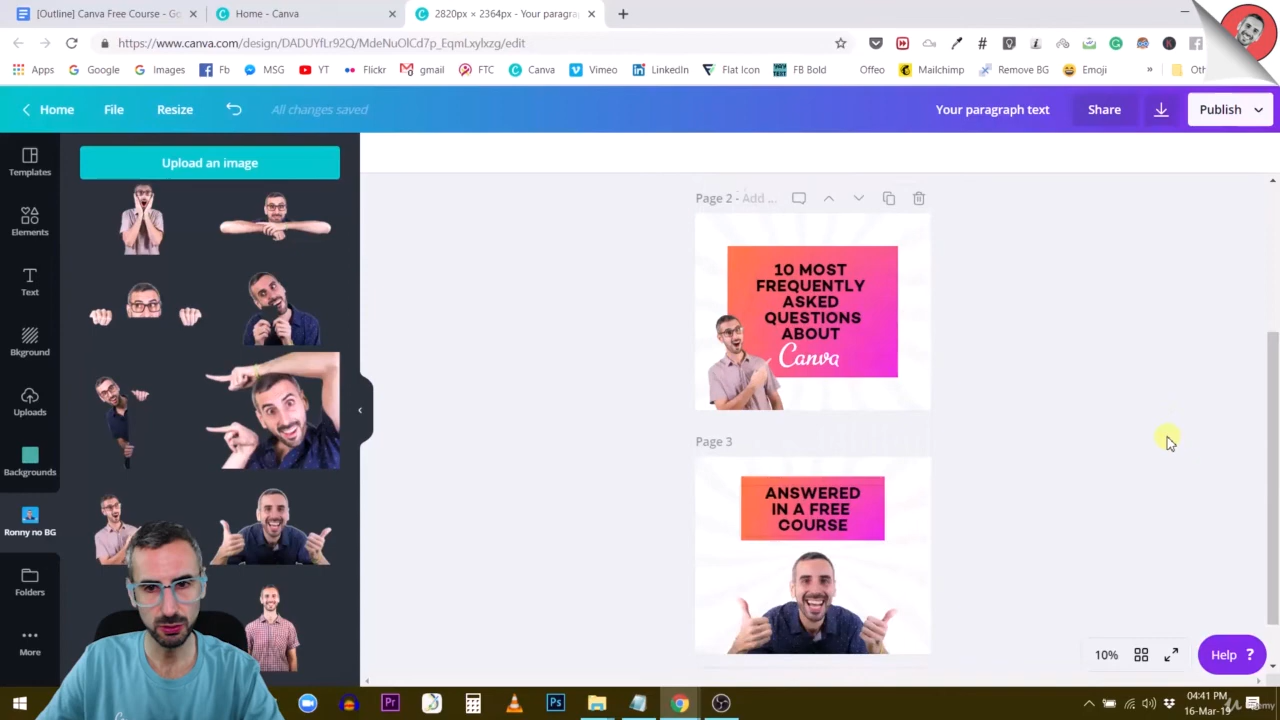 [Outline] Canva Free Course - Go
Home - Canva
2820px × 2364px - Your paragrap
https://www.canva.com/design/DADUYfLr92Q/MdeNuOlCd7p_EqmLxylxzg/edit
Apps
Google
Images
Fb
MSG
YT
Flickr
gmail
FTC
Canva
Vimeo
LinkedIn
Flat Icon
FB Bold
Offeo
Mailchimp
Remove BG
Emoji
»
Home
File
Resize
All changes saved
Your paragraph text
Share
Publish
Templates
Elements
Text
Bkground
Uploads
Backgrounds
Ronny no BG
Folders
More
Upload an image
Page 2 - Add ...
10 MOST
FREQUENTLY
ASKED
QUESTIONS
ABOUT
Canva
Page 3
ANSWERED
IN A FREE
COURSE
10%
Help ?
04:41 PM
16-Mar-19